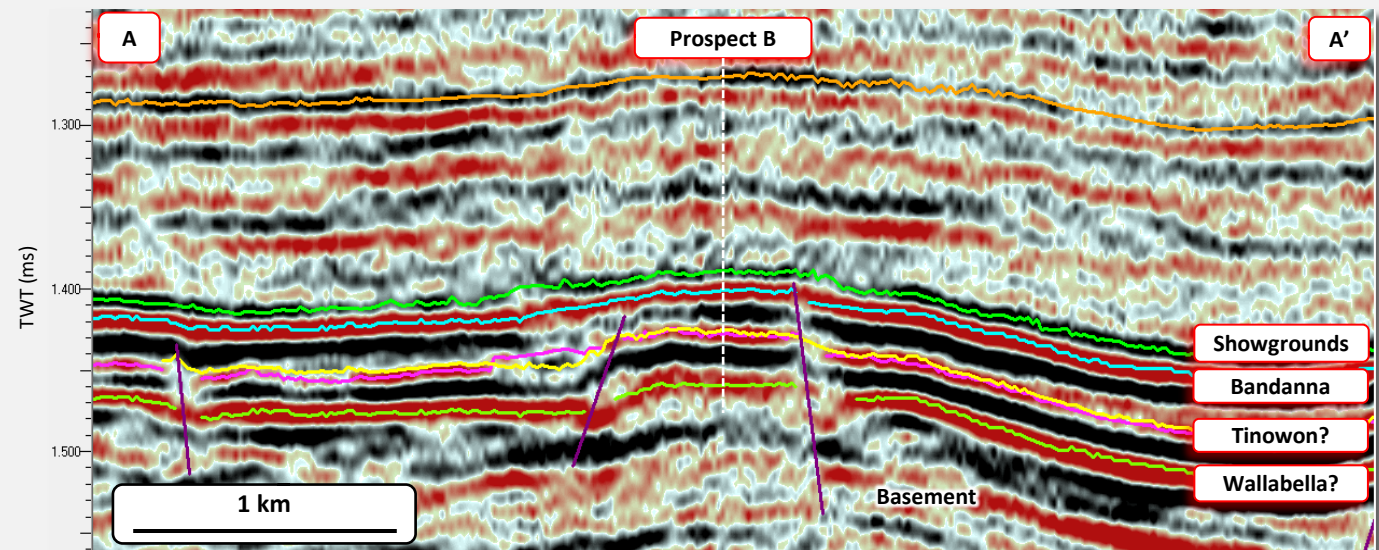 A
Prospect B
A’
1.300
TWT (ms)
1.400
Showgrounds
Bandanna
Tinowon?
1.500
Wallabella?
1 km
Basement